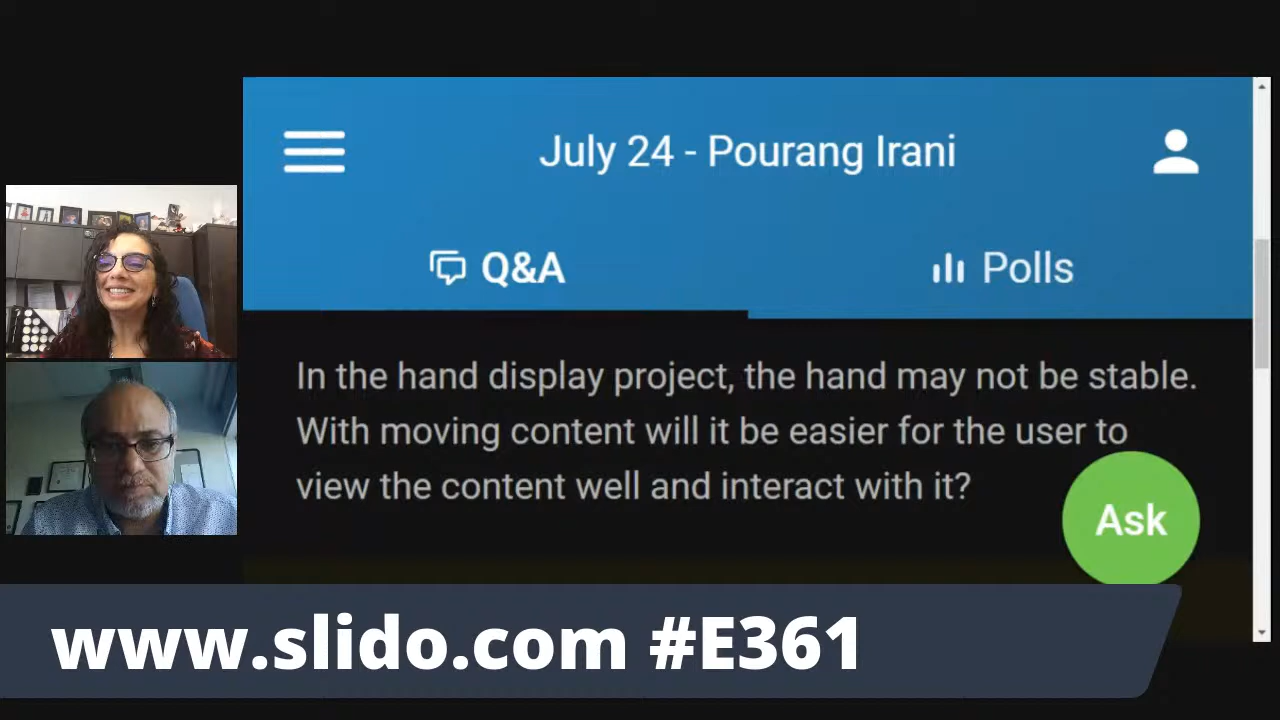 July 24 - Pourang Irani
Q&A
Polls
In the hand display project, the hand may not be stable.
With moving content will it be easier for the user to
view the content well and interact with it?
Ask
www.slido.com #E361